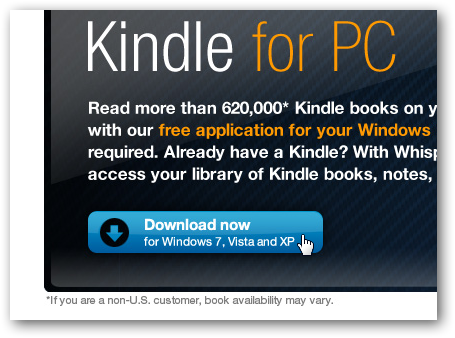 Kindle for PC
Read more than 620,000* Kindle books on
with our free application for your Windows
required. Already have a Kindle? With
access your library of Kindle books, notes,
Download now
for Windows 7, Vista and XP
*If you are a non-U.S. customer, book availability may vary.